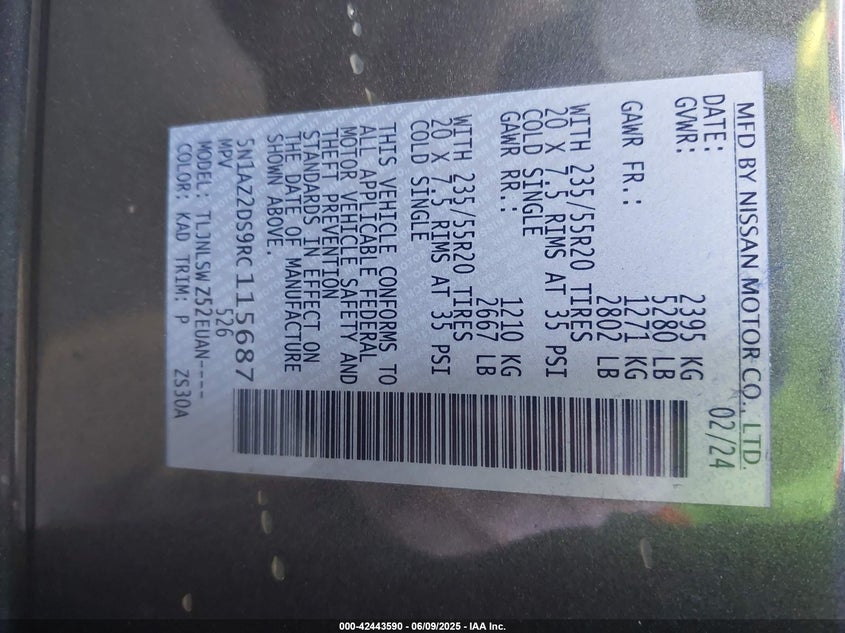 MFD BY NISSAN MOTOR CO., LTD.
DATE: 02/24
GVWR: 2395 KG
5280 LB
GAWR FR.: 1271 KG
2802 LB
WITH 235/55R20 TIRES
20 X 7.5 RIMS AT 35 PSI
COLD SINGLE
GAWR RR.: 1210 KG
2667 LB
WITH 235/55R20 TIRES
20 X 7.5 RIMS AT 35 PSI
COLD SINGLE
THIS VEHICLE CONFORMS TO
ALL APPLICABLE FEDERAL
MOTOR VEHICLE SAFETY AND
THEFT PREVENTION
STANDARDS IN EFFECT ON
THE DATE OF MANUFACTURE
SHOWN ABOVE.
5N1AZ2DS9RC115687
MPV 526
MODEL: TLJNLSW Z52EUAN----
COLOR: KAD TRIM: P ZS30A
000-42443590 - 06/09/2025 - IAA Inc.